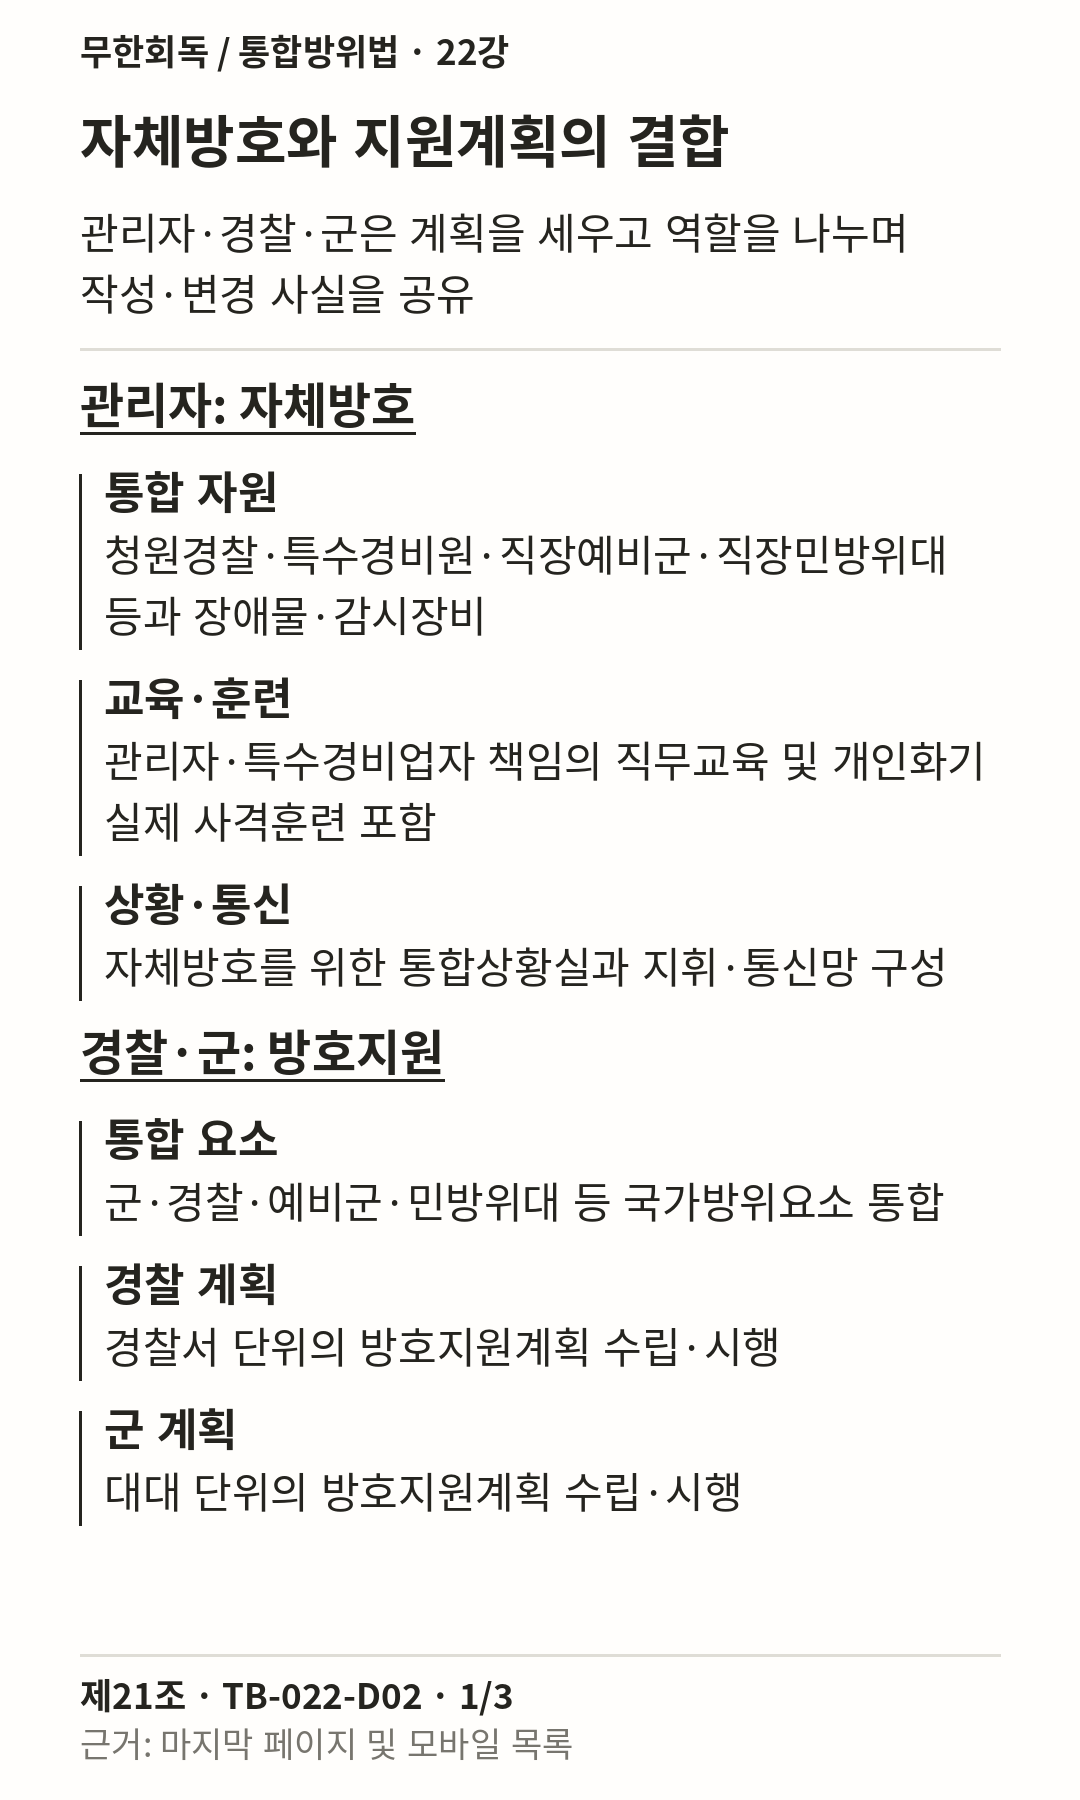 무한회독 / 통합방위법 · 22강
자체방호와 지원계획의 결합
관리자·경찰·군은 계획을 세우고 역할을 나누며
작성·변경 사실을 공유
관리자: 자체방호
통합 자원
청원경찰·특수경비원·직장예비군·직장민방위대
등과 장애물·감시장비
교육·훈련
관리자·특수경비업자 책임의 직무교육 및 개인화기
실제 사격훈련 포함
상황·통신
자체방호를 위한 통합상황실과 지휘·통신망 구성
경찰·군: 방호지원
통합 요소
군·경찰·예비군·민방위대 등 국가방위요소 통합
경찰 계획
경찰서 단위의 방호지원계획 수립·시행
군 계획
대대 단위의 방호지원계획 수립·시행
제21조 · TB-022-D02 · 1/3
근거: 마지막 페이지 및 모바일 목록